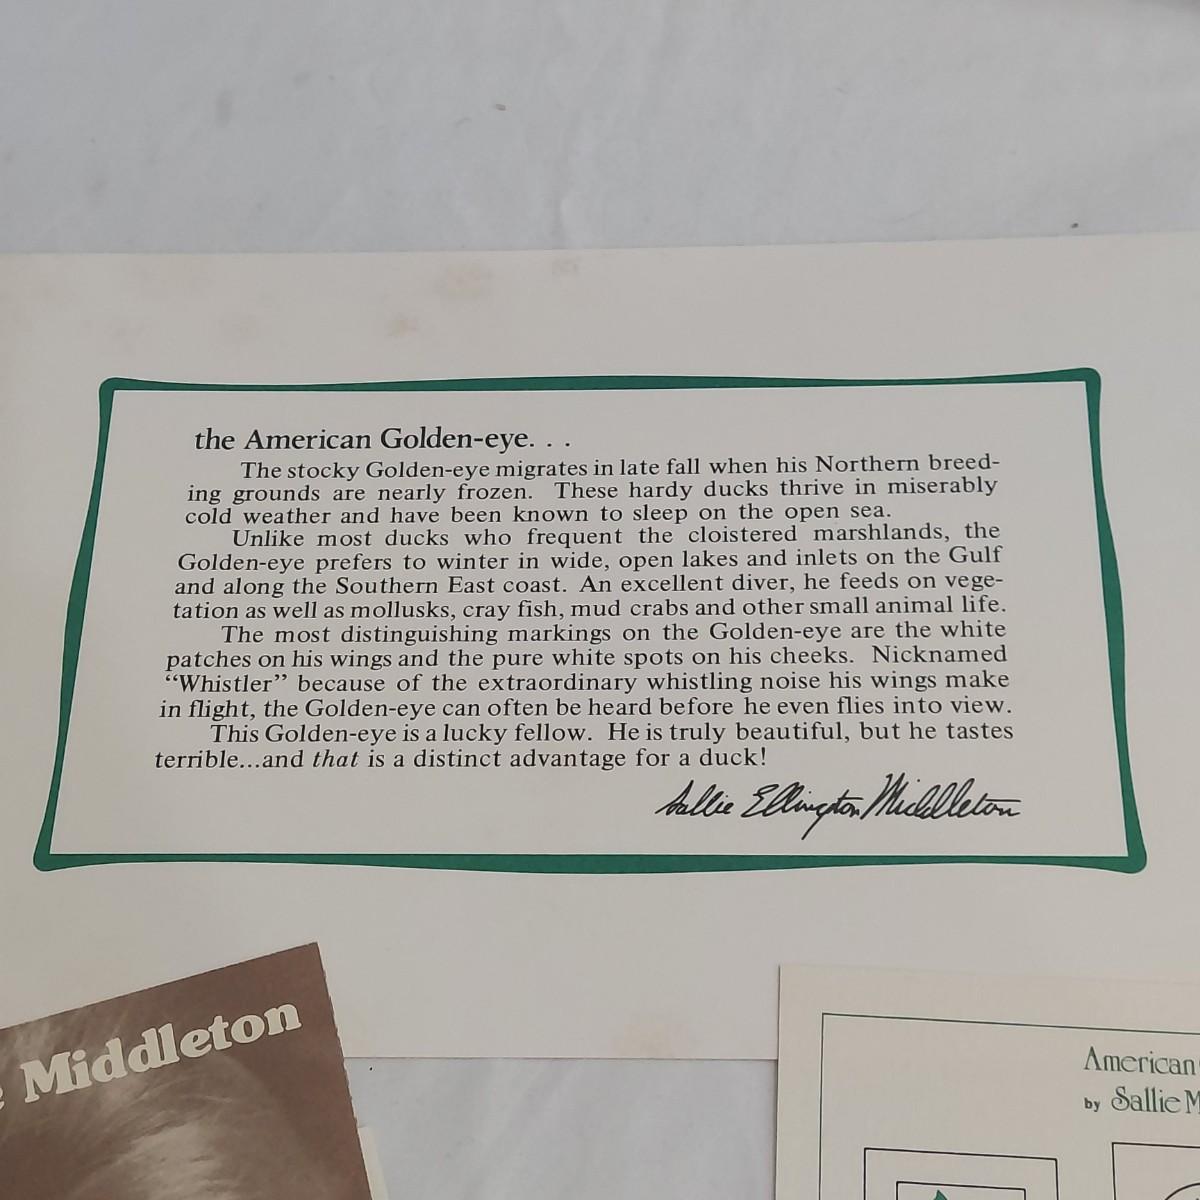 the American Golden-eye. . .
The stocky Golden-eye migrates in late fall when his Northern breed-
ing grounds are nearly frozen. These hardy ducks thrive in miserably
cold weather and have been known to sleep on the open sea.
Unlike most ducks who frequent the cloistered marshlands, the
Golden-eye prefers to winter in wide, open lakes and inlets on the Gulf
and along the Southern East coast. An excellent diver, he feeds on vege-
tation as well as mollusks, cray fish, mud crabs and other small animal life.
The most distinguishing markings on the Golden-eye are the white
patches on his wings and the pure white spots on his cheeks. Nicknamed
“Whistler” because of the extraordinary whistling noise his wings make
in flight, the Golden-eye can often be heard before he even flies into view.
This Golden-eye is a lucky fellow. He is truly beautiful, but he tastes
terrible...and that is a distinct advantage for a duck!
Sallie Ellington Middleton
Middleton
American
by Sallie M